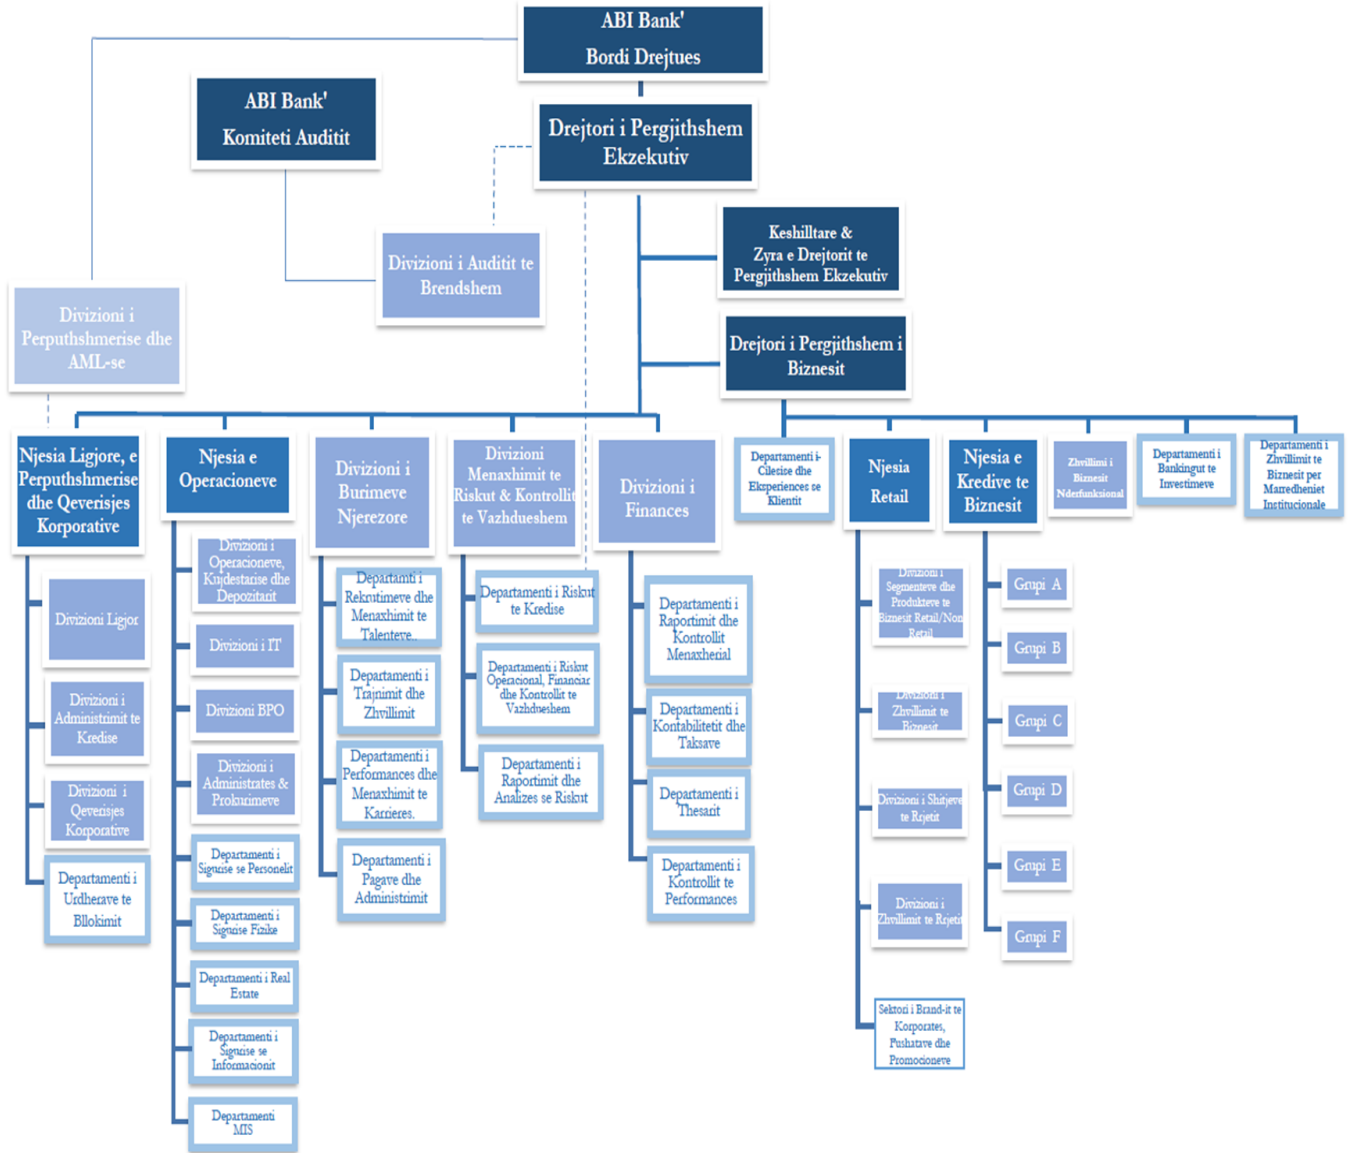 ABI Bank'
Bordi Drejtues
ABI Bank'
Komiteti Auditit
Drejtori i Pergjithshem
Ekzekutiv
Keshilltare &
Zyra e Drejtorit te
Pergjithshem Ekzekutiv
Divizioni i Auditit te
Brendshem
Divizioni i
Perputhshmerise dhe
AML-se
Drejtori i Pergjithshem i
Biznesit
Njesia Ligjore, e
Perputhshmerise
dhe Qeverisjes
Korporative
Njesia e
Operacioneve
Divizioni i
Burimeve
Njerezore
Divizioni
Menaxhimit te
Riskut & Kontrollit
te Vazhdueshem
Divizioni i
Finances
Departamenti i
Cilesise dhe
Eksperiences se
Klientit
Njesia
Retail
Njesia e
Kredive te
Biznesit
Zhvillimi i
Biznesit
Nderfunksional
Departamenti i
Bankingut te
Investimeve
Departamenti i
Zhvillimit te
Biznesit per
Marredheniet
Institucionale
Divizioni Ligjor
Divizioni i
Administrimit te
Kredise
Divizioni i
Qeverisjes
Korporative
Departamenti i
Urdherave te
Bllokimit
Divizioni i
Operacioneve,
Kujdestarise dhe
Depozitarit
Divizioni i IT
Divizioni BPO
Divizioni i
Administrates &
Prokurimeve
Departamenti i
Sigurise se Personelit
Departamenti i
Sigurise Fizike
Departamenti i Real
Estate
Departamenti i
Sigurise se
Informacionit
Departamenti
MIS
Departamti i
Rekrutimeve dhe
Menaxhimit te
Talenteve..
Departamenti i
Trajnimit dhe
Zhvillimit
Departamenti i
Performances dhe
Menaxhimit te
Karrieres.
Departamenti i
Pagave dhe
Administrimit
Departamenti i Riskut
te Kredise
Departamenti i Riskut
Operacional, Financiar
dhe Kontrollit te
Vazhdueshem
Departamenti i
Raportimit dhe
Analizes se Riskut
Departamenti i
Raportimit dhe
Kontrollit
Menaxherial
Departamenti i
Kontabilitetit dhe
Taksave
Departamenti i
Thesarit
Departamenti i
Kontrollit te
Performances
Divizioni i
Segmenteve dhe
Produkteve te
Biznesit Retail/Non
Retail
Divizioni i
Zhvillimit te
Biznesit
Divizioni i Shitjeve
te Rrjetit
Divizioni i
Zhvillimit te Rrjetit
Sektori i Brand-it te
Korporates,
Fushatave dhe
Promocioneve
Grupi A
Grupi B
Grupi C
Grupi D
Grupi E
Grupi F